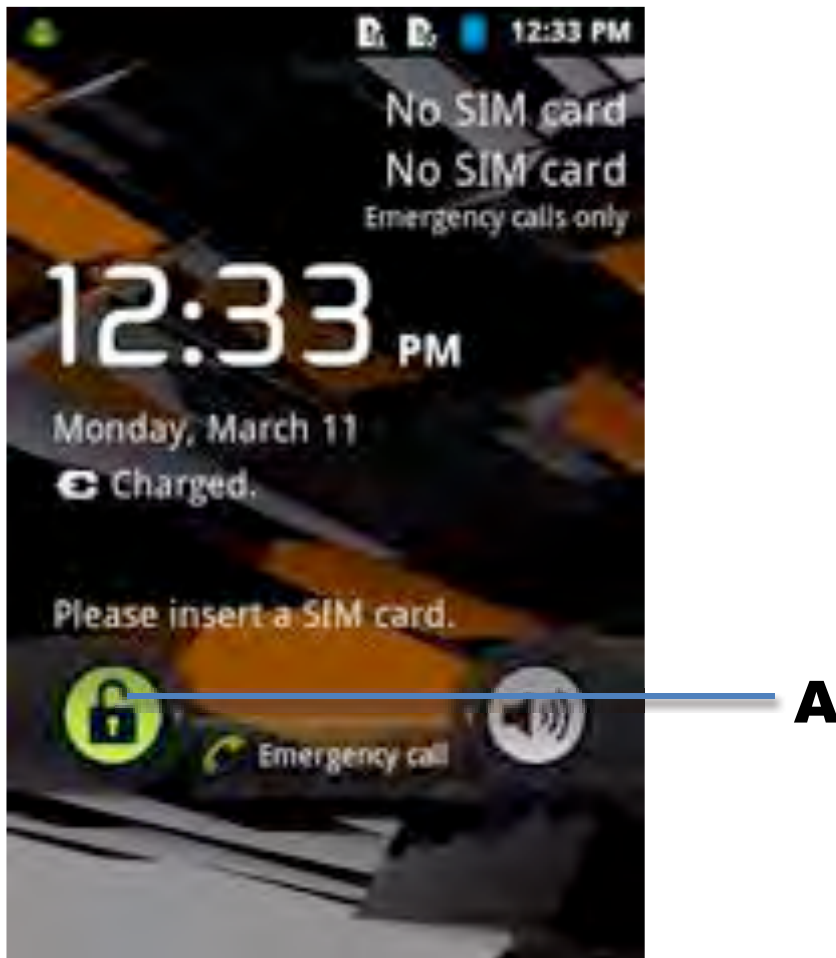 12:33 PM
No SIM card
No SIM card
Emergency calls only
12:33 PM
Monday, March 11
Charged.
Please insert a SIM card.
A
Emergency call